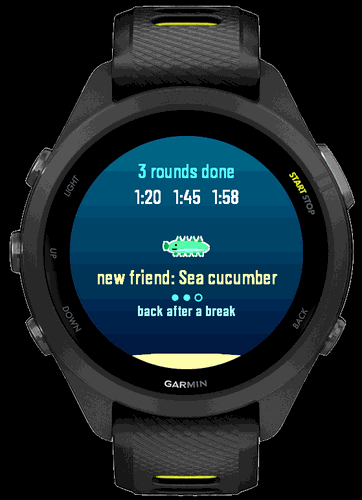 3 rounds done
1:20 1:45 1:58
new friend: Sea cucumber
back after a break
LIGHT
START STOP
UP
DOWN
BACK
GARMIN